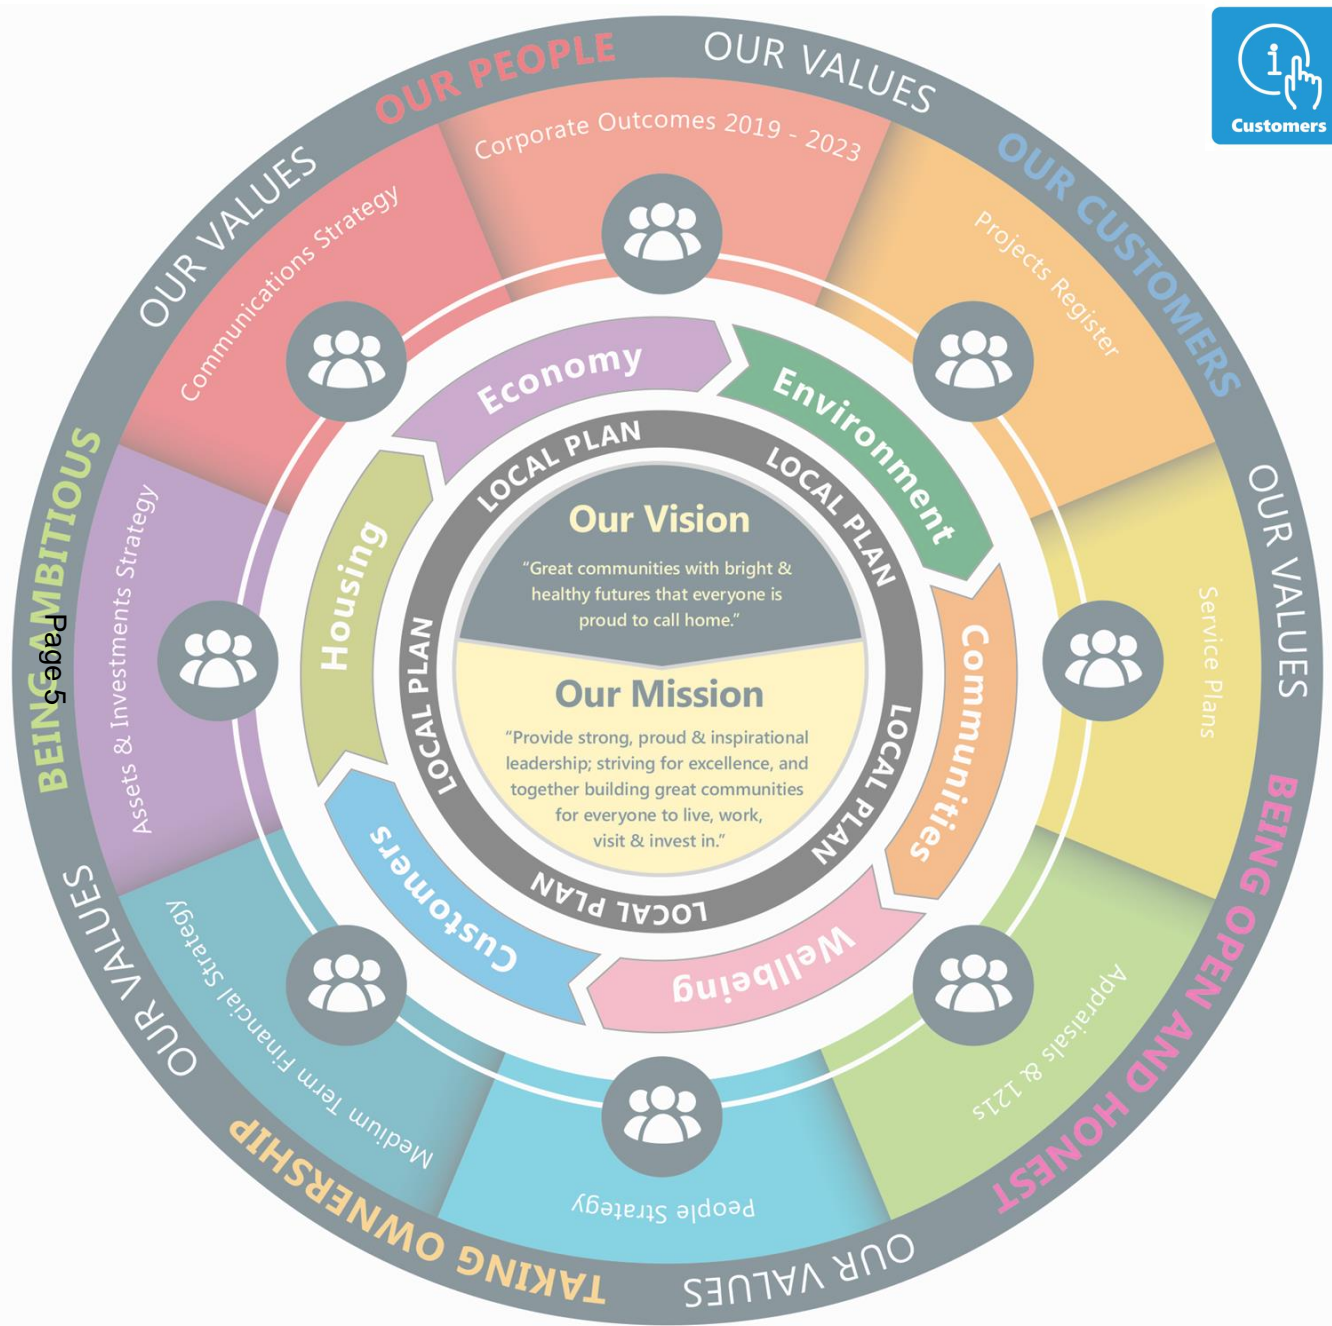 Customers
OUR PEOPLE
OUR VALUES
OUR CUSTOMERS
OUR VALUES
BEING OPEN AND HONEST
OUR VALUES
TAKING OWNERSHIP
OUR VALUES
BEING AMBITIOUS
OUR VALUES
Page 5
Corporate Outcomes 2019 - 2023
Projects Register
Service Plans
Appraisals & 121s
People Strategy
Medium Term Financial Strategy
Assets & Investments Strategy
Communications Strategy
Economy
Environment
Communities
Wellbeing
Customers
Housing
LOCAL PLAN
LOCAL PLAN
LOCAL PLAN
LOCAL PLAN
LOCAL PLAN
Our Vision
“Great communities with bright &
healthy futures that everyone is
proud to call home.”
Our Mission
“Provide strong, proud & inspirational
leadership; striving for excellence, and
together building great communities
for everyone to live, work,
visit & invest in.”